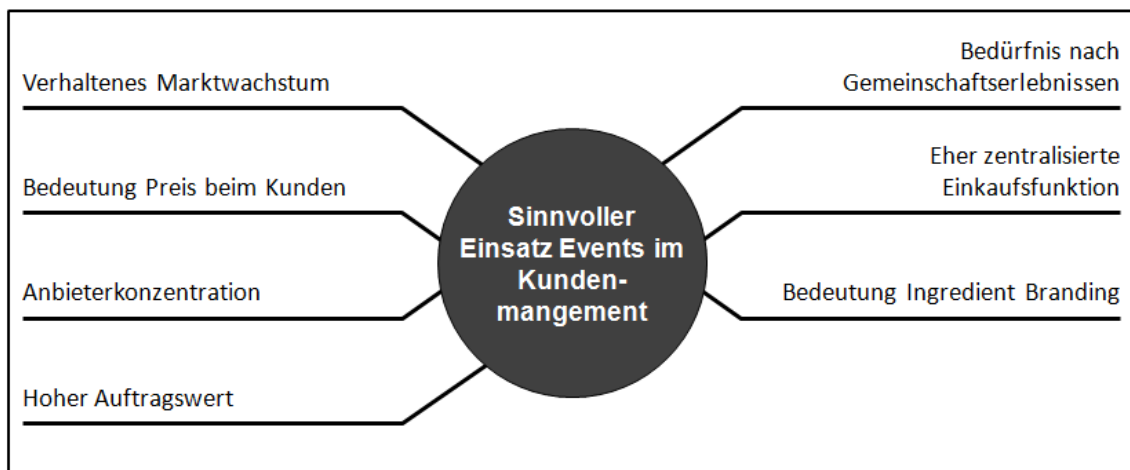 Verhaltenes Marktwachstum
Bedeutung Preis beim Kunden
Anbieterkonzentration
Hoher Auftragswert
Sinnvoller
Einsatz Events im
Kunden-
mangement
Bedürfnis nach
Gemeinschaftserlebnissen
Eher zentralisierte
Einkaufsfunktion
Bedeutung Ingredient Branding